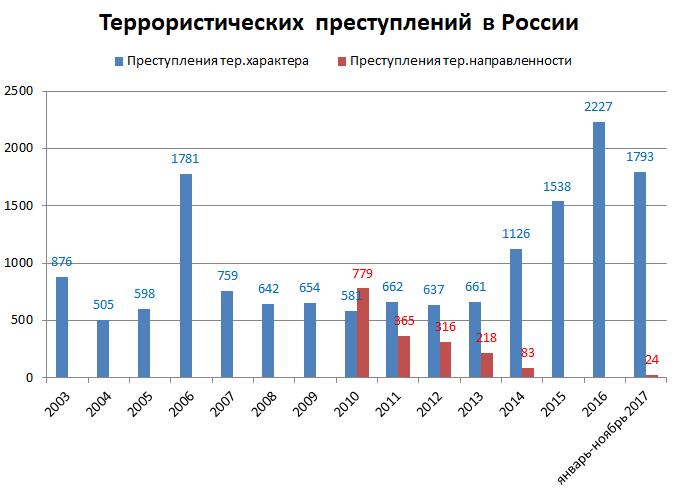 Террористических преступлений в России
Преступления тер.характера Преступления тер.направленности
2500
2000
1500
1000
500
0
876 505 598 1781 759 642 654 581 779 662 365 637 316 661 218 1126 83 1538 2227 1793 24
2003 2004 2005 2006 2007 2008 2009 2010 2011 2012 2013 2014 2015 2016 январь-ноябрь 2017